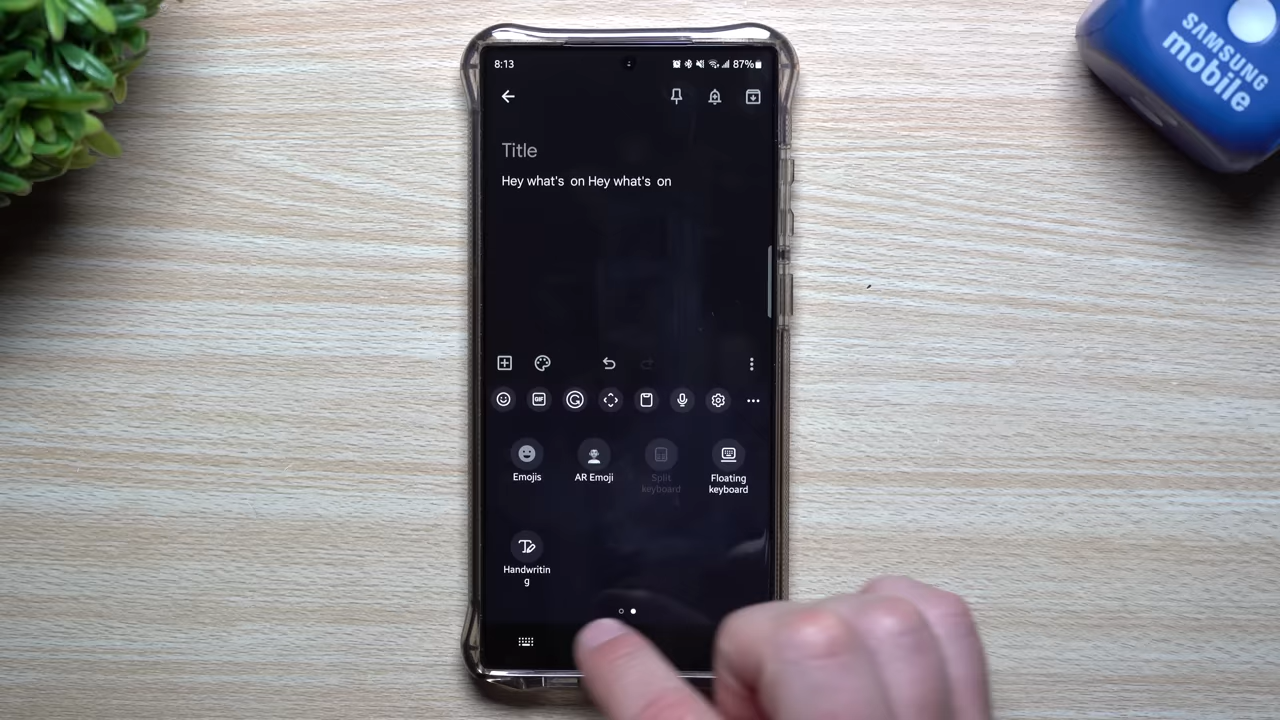 8:13
87%
SAMSUNG
mobile
Title
Hey what's on Hey what's on
GIF
Emojis
AR Emoji
Split
keyboard
Floating
keyboard
Handwritin
g